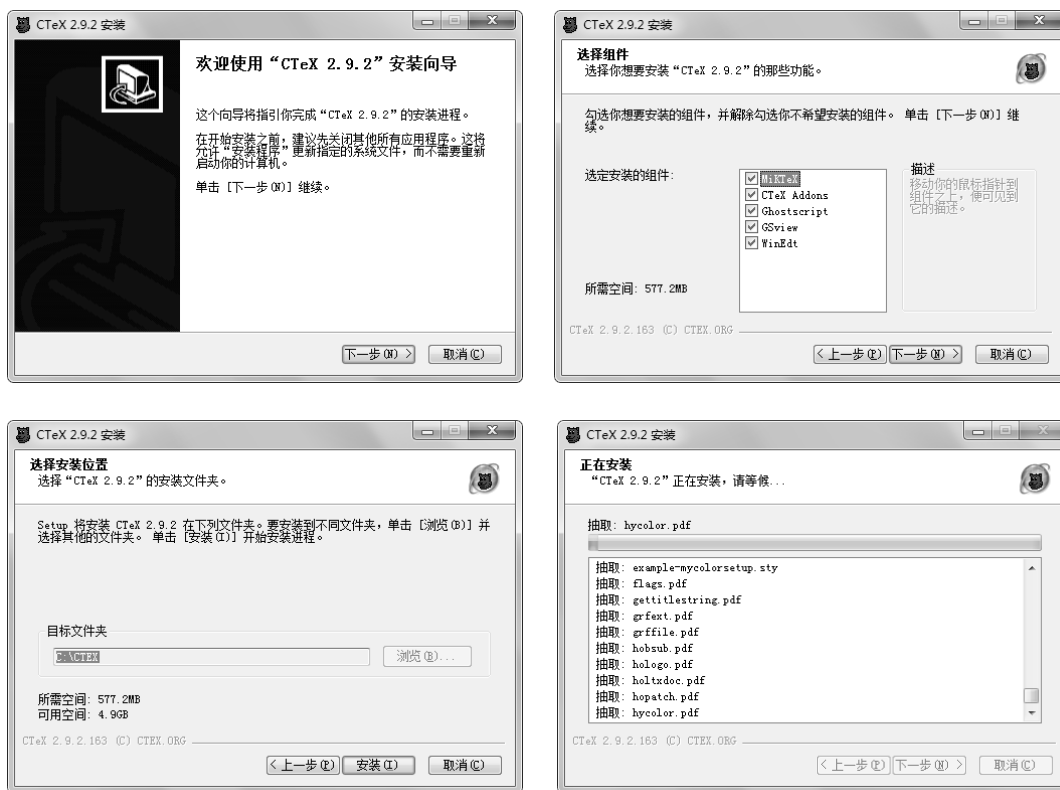 CTeX 2.9.2 安装
欢迎使用“CTeX 2.9.2”安装向导
这个向导将指引你完成“CTeX 2.9.2”的安装进程。
在开始安装之前，建议先关闭其他所有应用程序。这将
允许“安装程序”更新指定的系统文件，而不需要重新
启动你的计算机。
单击 [下一步(N)] 继续。
下一步(N) >
取消(C)
CTeX 2.9.2 安装
选择组件
选择你想要安装“CTeX 2.9.2”的那些功能。
勾选你想要安装的组件，并解除勾选你不希望安装的组件。 单击 [下一步(N)] 继
续。
选定安装的组件:
MiKTeX
CTeX Addons
Ghostscript
GSview
WinEdt
描述
移动你的鼠标指针到
组件之上，便可见到
它的描述。
所需空间: 577.2MB
CTeX 2.9.2.163 (C) CTEX.ORG
< 上一步(P)
下一步(N) >
取消(C)
CTeX 2.9.2 安装
选择安装位置
选择“CTeX 2.9.2”的安装文件夹。
Setup 将安装 CTeX 2.9.2 在下列文件夹。要安装到不同文件夹，单击 [浏览(B)] 并
选择其他的文件夹。 单击 [安装(I)] 开始安装进程。
目标文件夹
C:\CTEX
浏览(B)...
所需空间: 577.2MB
可用空间: 4.9GB
CTeX 2.9.2.163 (C) CTEX.ORG
< 上一步(P)
安装(I)
取消(C)
CTeX 2.9.2 安装
正在安装
“CTeX 2.9.2”正在安装，请等候...
抽取: hycolor.pdf
抽取: example-mycolorsetup.sty
抽取: flags.pdf
抽取: gettitlestring.pdf
抽取: grfext.pdf
抽取: grffile.pdf
抽取: hobsub.pdf
抽取: hologo.pdf
抽取: holtxdoc.pdf
抽取: hopatch.pdf
抽取: hycolor.pdf
CTeX 2.9.2.163 (C) CTEX.ORG
< 上一步(P)
下一步(N) >
取消(C)